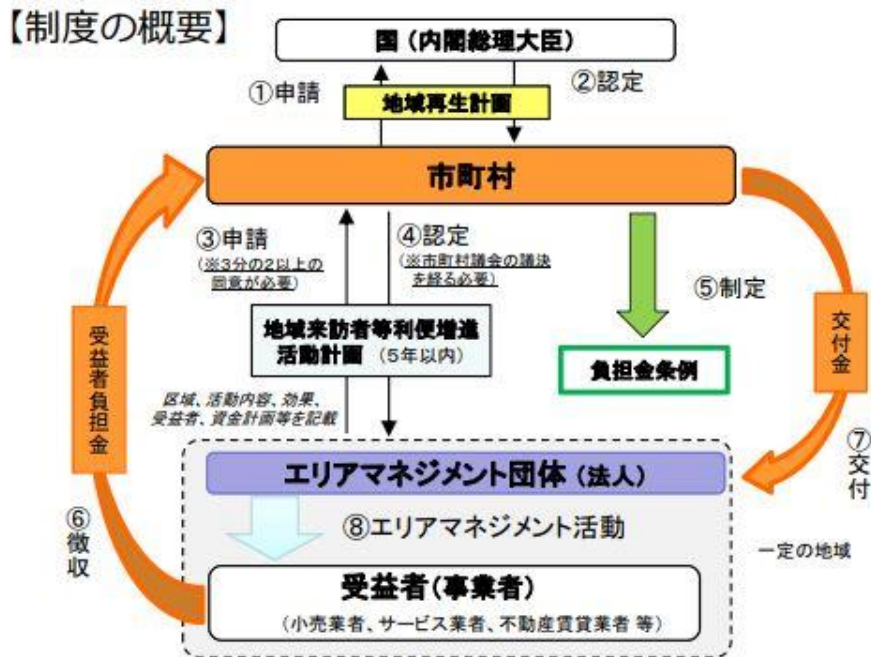 【制度の概要】
国(内閣総理大臣)
①申請
②認定
地域再生計画
市町村
③申請
(※3分の2以上の
同意が必要)
④認定
(※市町村議会の議決
を経る必要)
⑤制定
地域来訪者等利便増進
活動計画 (5年以内)
負担金条例
受益者負担金
交付金
区域、活動内容、効果、
受益者、資金計画等を記載
⑦交付
エリアマネジメント団体(法人)
⑥徴収
⑧エリアマネジメント活動
一定の地域
受益者(事業者)
(小売業者、サービス業者、不動産賃貸業者 等)